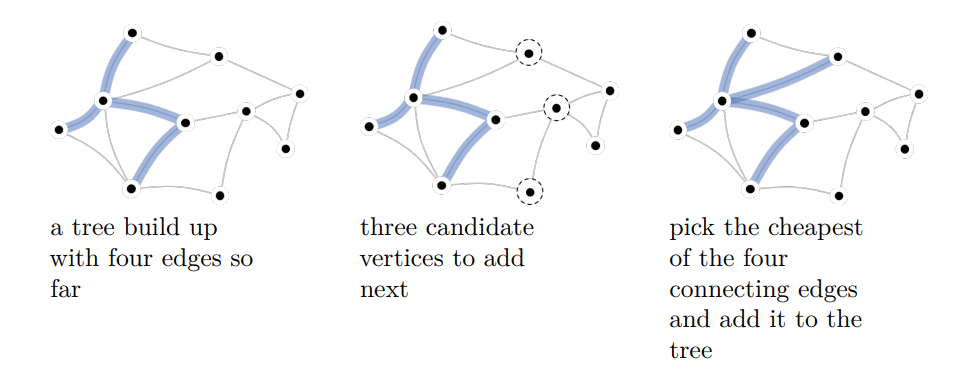 a tree build up
with four edges so
far
three candidate
vertices to add
next
pick the cheapest
of the four
connecting edges
and add it to the
tree